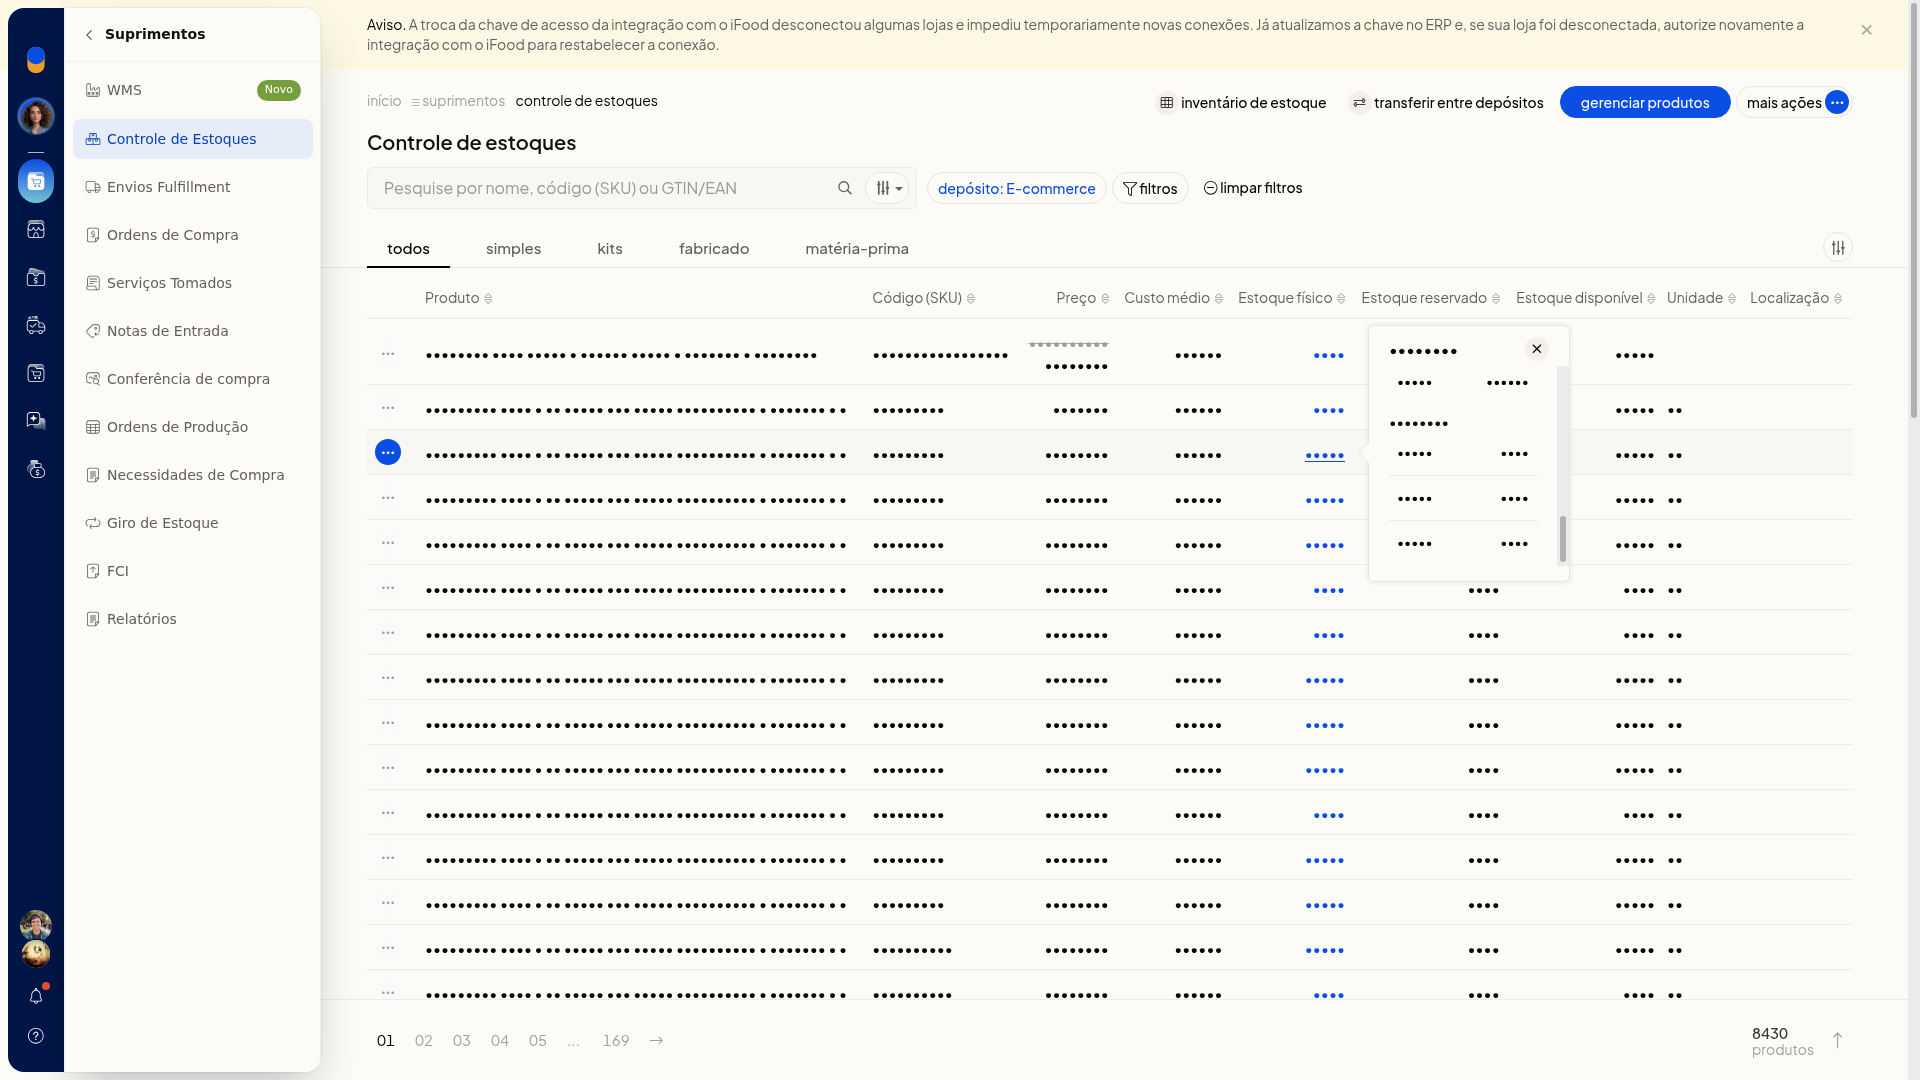 Aviso. A troca da chave de acesso da integração com o iFood desconectou algumas lojas e impediu temporariamente novas conexões. Já atualizamos a chave no ERP e, se sua loja foi desconectada, autorize novamente a
integração com o iFood para restabelecer a conexão.
Suprimentos
WMS
Novo
Controle de Estoques
Envios Fulfillment
Ordens de Compra
Serviços Tomados
Notas de Entrada
Conferência de compra
Ordens de Produção
Necessidades de Compra
Giro de Estoque
FCI
Relatórios
início suprimentos controle de estoques
inventário de estoque transferir entre depósitos gerenciar produtos mais ações
Controle de estoques
Pesquise por nome, código (SKU) ou GTIN/EAN
depósito: E-commerce filtros limpar filtros
todos simples kits fabricado matéria-prima
Produto Código (SKU) Preço Custo médio Estoque físico Estoque reservado Estoque disponível Unidade Localização
01 02 03 04 05 ... 169 →
8430
produtos